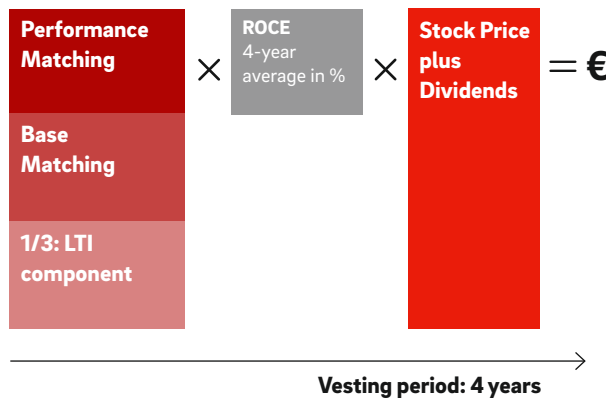 Performance
Matching
×
ROCE
4-year
average in %
×
Stock Price
plus
Dividends
= €
Base
Matching
1/3: LTI
component
Vesting period: 4 years